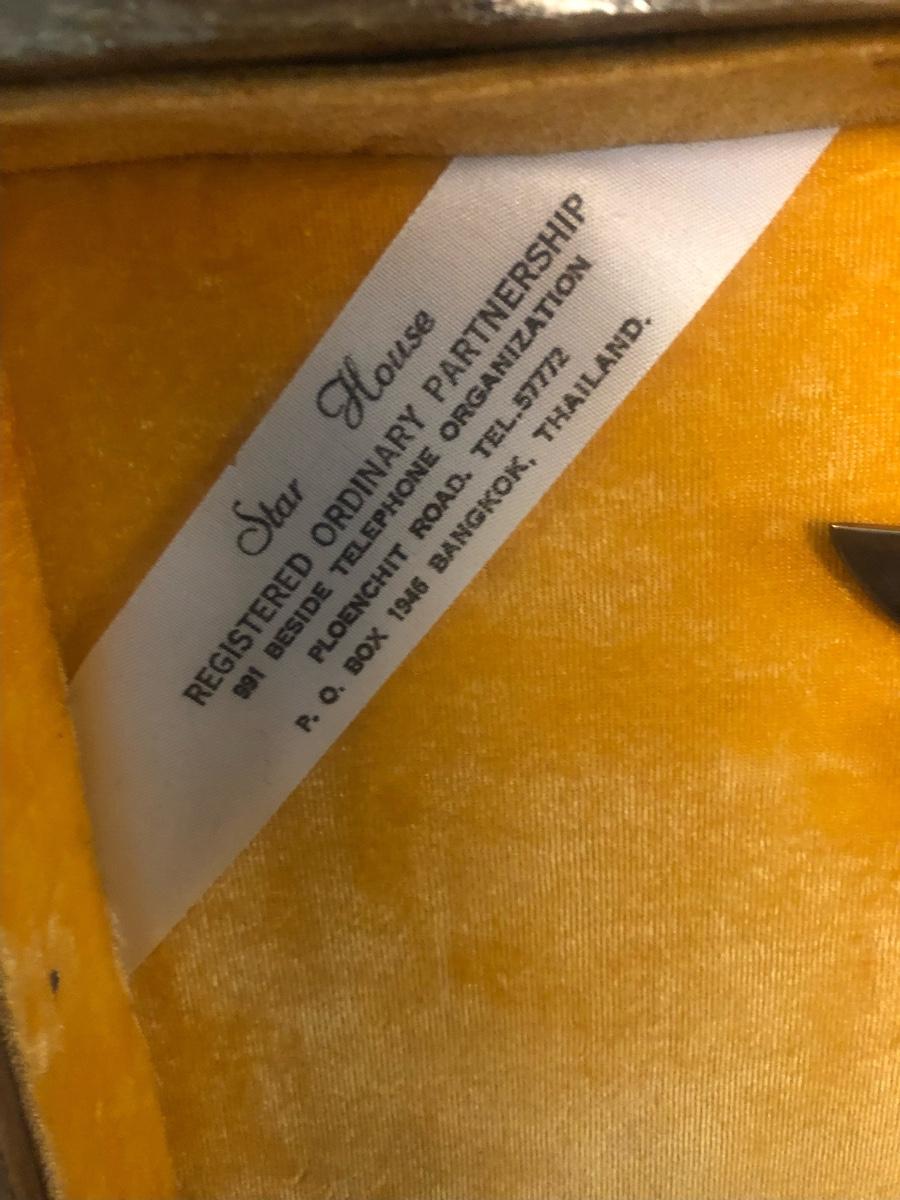 Star House
REGISTERED ORDINARY PARTNERSHIP
991 BESIDE TELEPHONE ORGANIZATION
PLOENCHIT ROAD. TEL.57772
P. O. BOX 1946 BANGKOK, THAILAND.